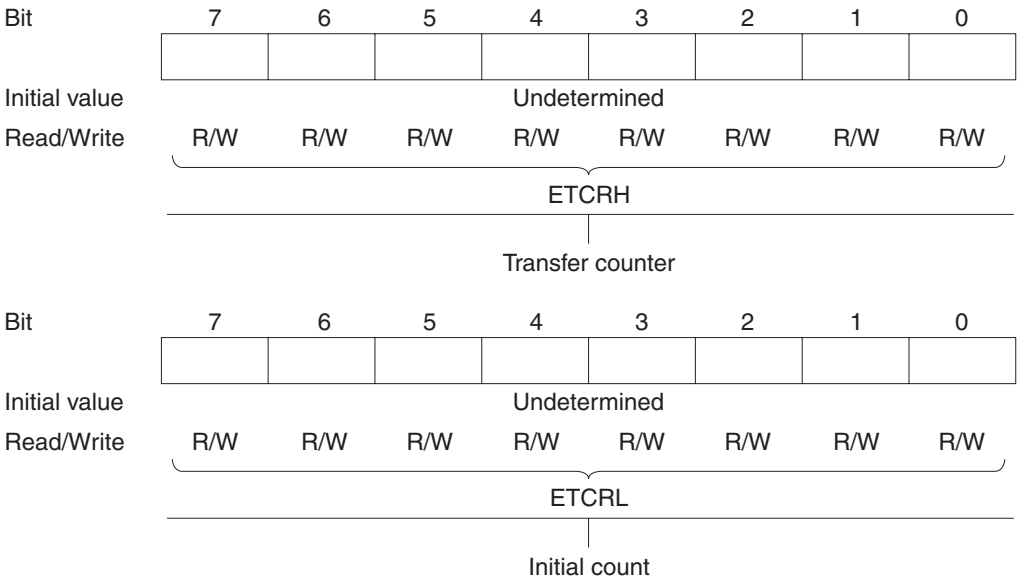 Bit 7 6 5 4 3 2 1 0
Initial value Undetermined
Read/Write R/W R/W R/W R/W R/W R/W R/W R/W
ETCRH
Transfer counter
Bit 7 6 5 4 3 2 1 0
Initial value Undetermined
Read/Write R/W R/W R/W R/W R/W R/W R/W R/W
ETCRL
Initial count